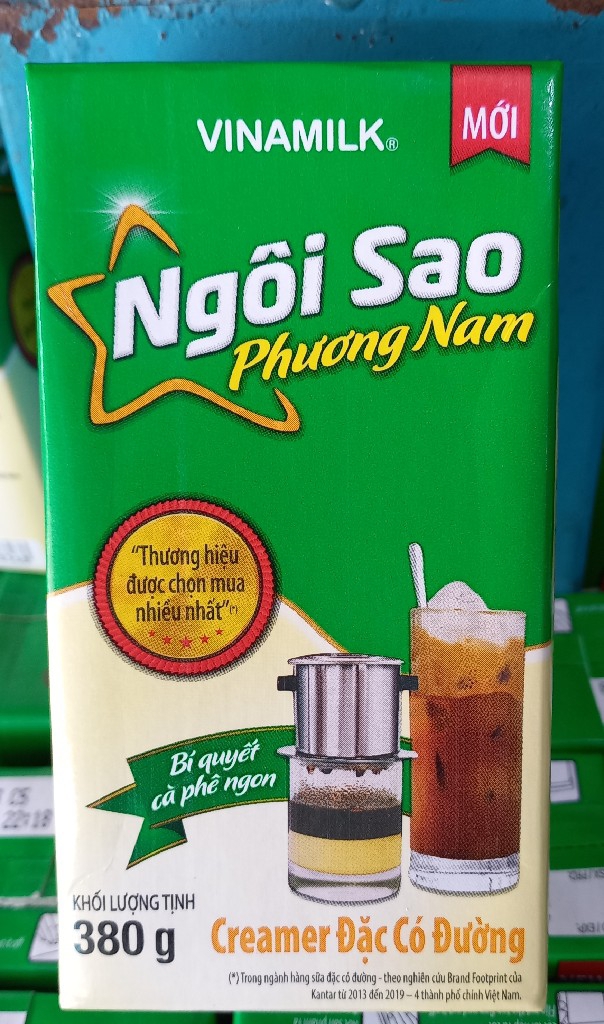 VINAMILK®
MỚI
Ngôi Sao
Phương Nam
“Thương hiệu
được chọn mua
nhiều nhất”(*)
Bí quyết
cà phê ngon
KHỐI LƯỢNG TỊNH
380 g
Creamer Đặc Có Đường
(*) Trong ngành hàng sữa đặc có đường - theo nghiên cứu Brand Footprint của
Kantar từ 2013 đến 2019 – 4 thành phố chính Việt Nam.